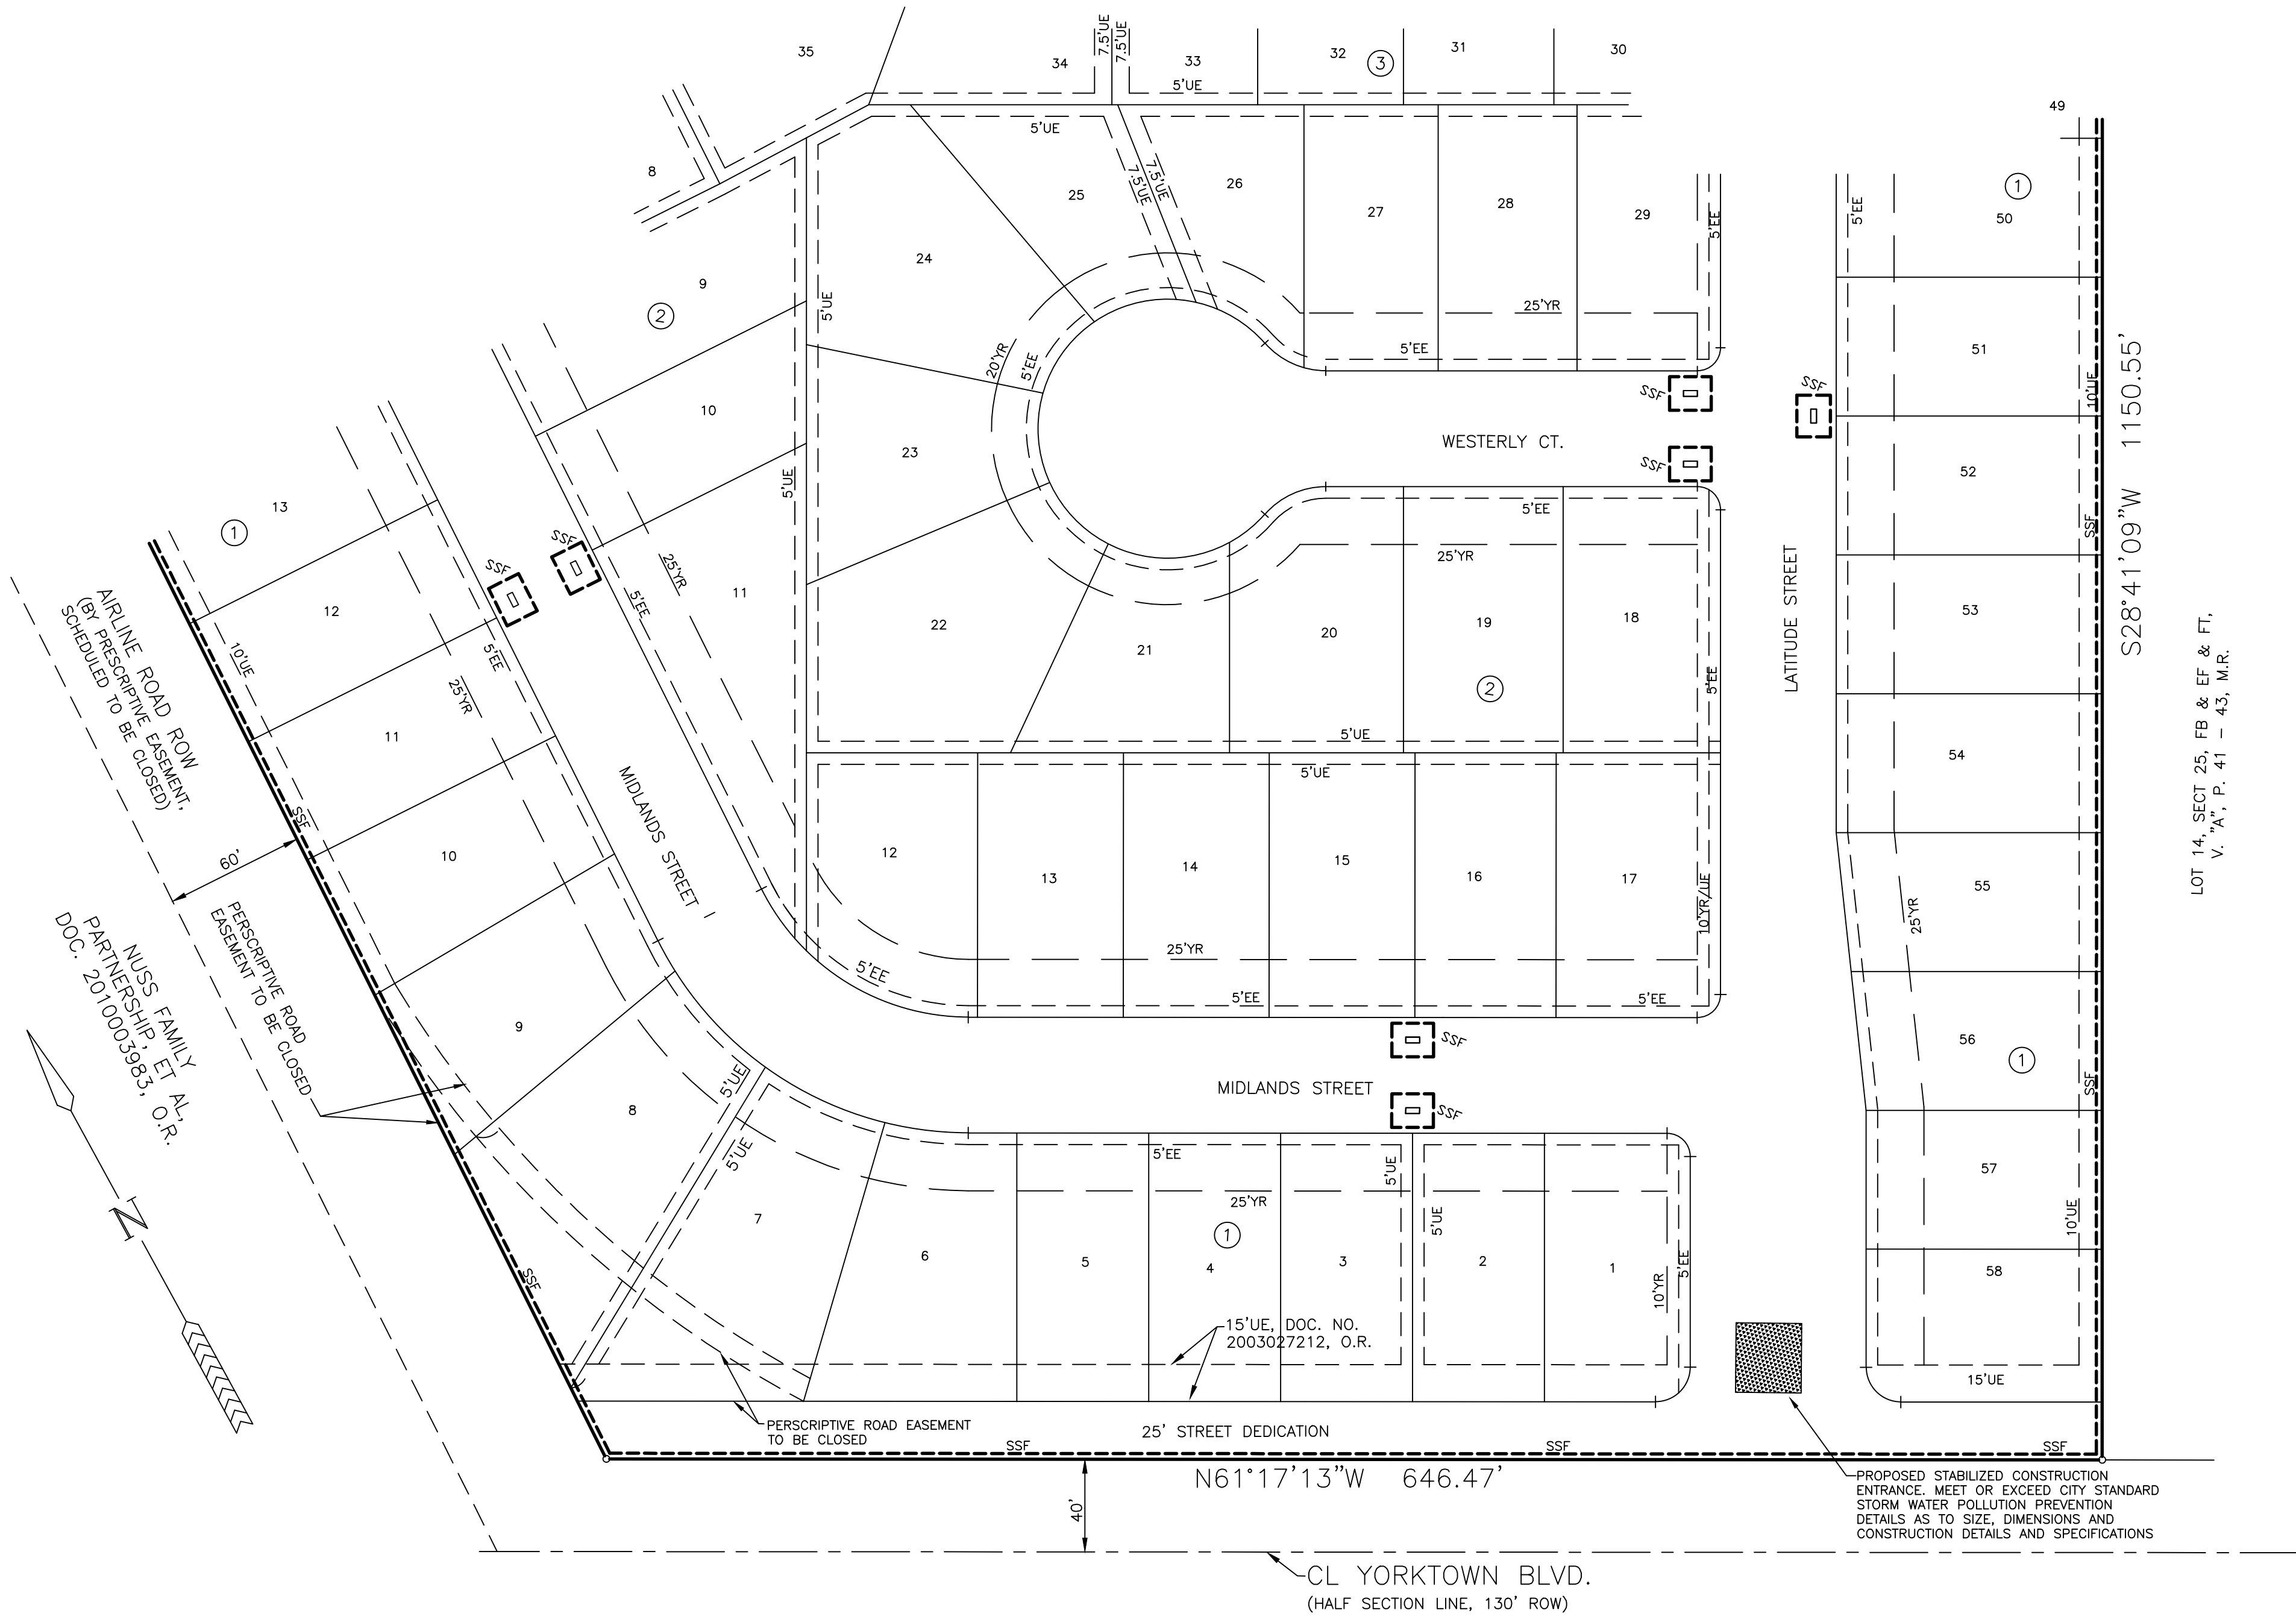 35
34
7.5'UE
7.5'UE
33
32
3
31
30
5'UE
49
5'UE
8
25
7.5'UE
7.5'UE
26
27
28
29
5'EE
5'EE
1
50
24
9
2
5'UE
25'YR
20'YR
5'EE
5'EE
51
10'UE
S28°41'09"W 1150.55'
10
SSF
SSF
WESTERLY CT.
23
SSF
5'UE
52
13
1
5'EE
SSF
SSF
SSF
25'YR
25'YR
LATITUDE STREET
11
5'EE
12
22
20
19
18
53
LOT 14, SECT 25, FB & EF & FT,
V. "A", P. 41 - 43, M.R.
AIRLINE ROAD ROW
(BY PRESCRIPTIVE EASEMENT,
SCHEDULED TO BE CLOSED)
10'UE
5'EE
25'YR
21
2
5'EE
11
5'UE
54
MIDLANDS STREET
5'UE
SSF
60'
10
12
13
14
15
16
17
10'YR/UE
55
25'YR
25'YR
PERSCRIPTIVE ROAD
EASEMENT TO BE CLOSED
NUSS FAMILY
PARTNERSHIP, ET AL,
DOC. 2010003983, O.R.
5'EE
5'EE
5'EE
9
SSF
56
1
SSF
MIDLANDS STREET
SSF
5'UE
8
5'UE
5'EE
5'UE
57
N
7
25'YR
5'UE
10'UE
1
6
5
4
3
2
1
5'EE
10'YR
58
SSF
15'UE, DOC. NO.
2003027212, O.R.
15'UE
PERSCRIPTIVE ROAD EASEMENT
TO BE CLOSED
25' STREET DEDICATION
SSF
SSF
SSF
N61°17'13"W 646.47'
PROPOSED STABILIZED CONSTRUCTION
ENTRANCE. MEET OR EXCEED CITY STANDARD
STORM WATER POLLUTION PREVENTION
DETAILS AS TO SIZE, DIMENSIONS AND
CONSTRUCTION DETAILS AND SPECIFICATIONS
40'
CL YORKTOWN BLVD.
(HALF SECTION LINE, 130' ROW)